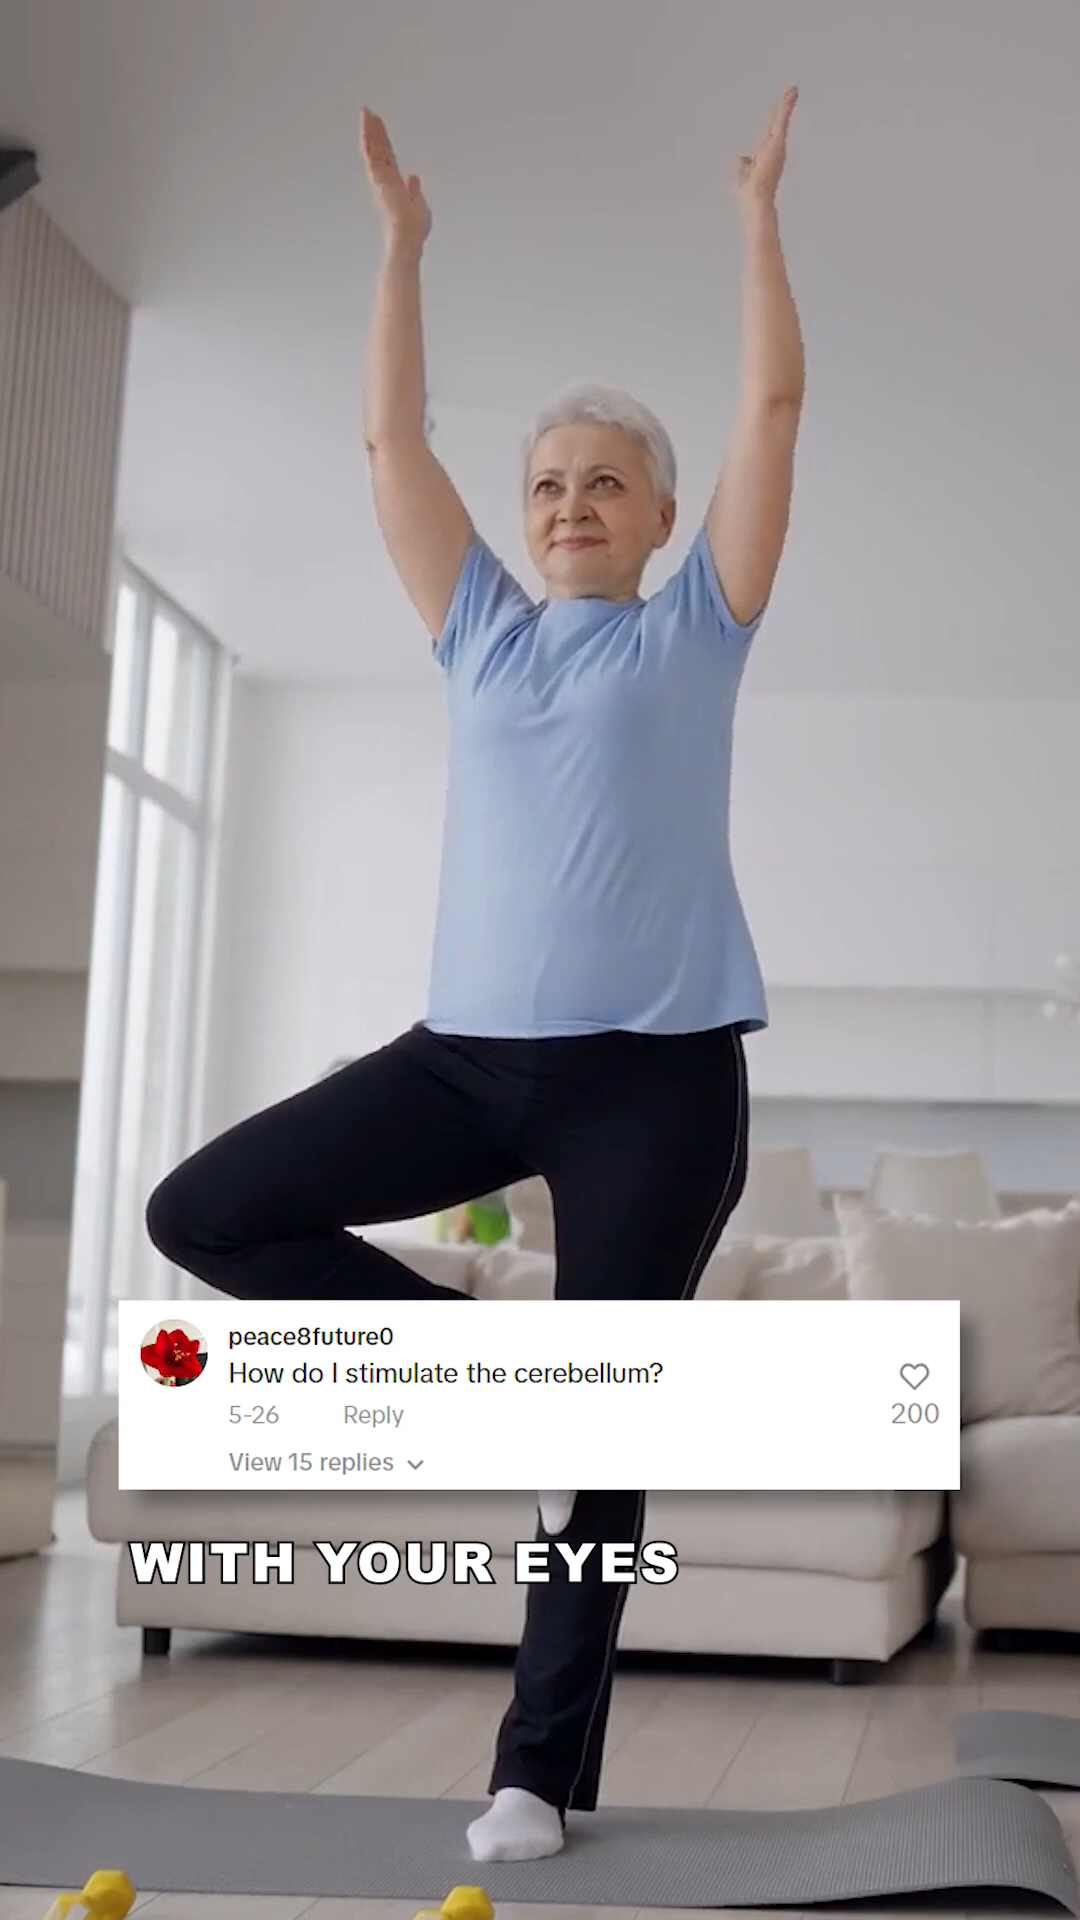 peace8future0
How do I stimulate the cerebellum?
5-26 Reply
200
View 15 replies
WITH YOUR EYES